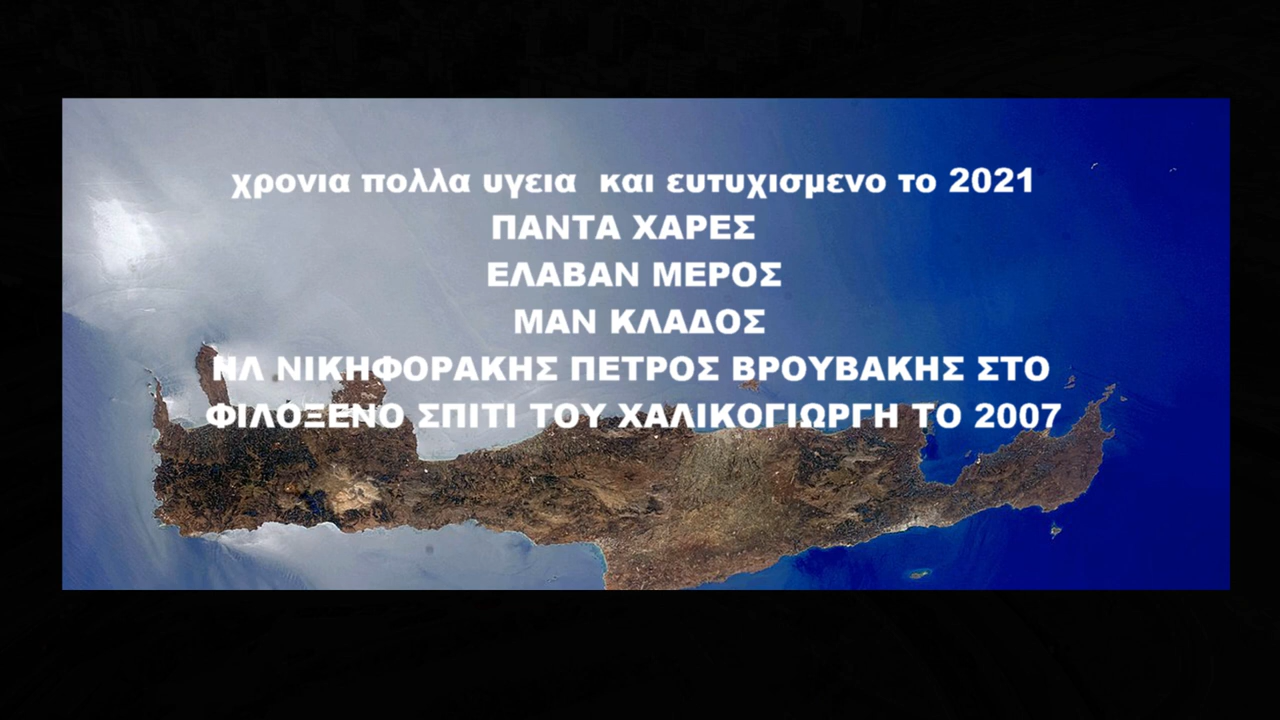 χρονια πολλα υγεια και ευτυχισμενο το 2021
ΠΑΝΤΑ ΧΑΡΕΣ
ΕΛΑΒΑΝ ΜΕΡΟΣ
ΜΑΝ ΚΛΑΔΟΣ
ΗΛ ΝΙΚΗΦΟΡΑΚΗΣ ΠΕΤΡΟΣ ΒΡΟΥΒΑΚΗΣ ΣΤΟ
ΦΙΛΟΞΕΝΟ ΣΠΙΤΙ ΤΟΥ ΧΑΛΙΚΟΓΙΩΡΓΗ ΤΟ 2007